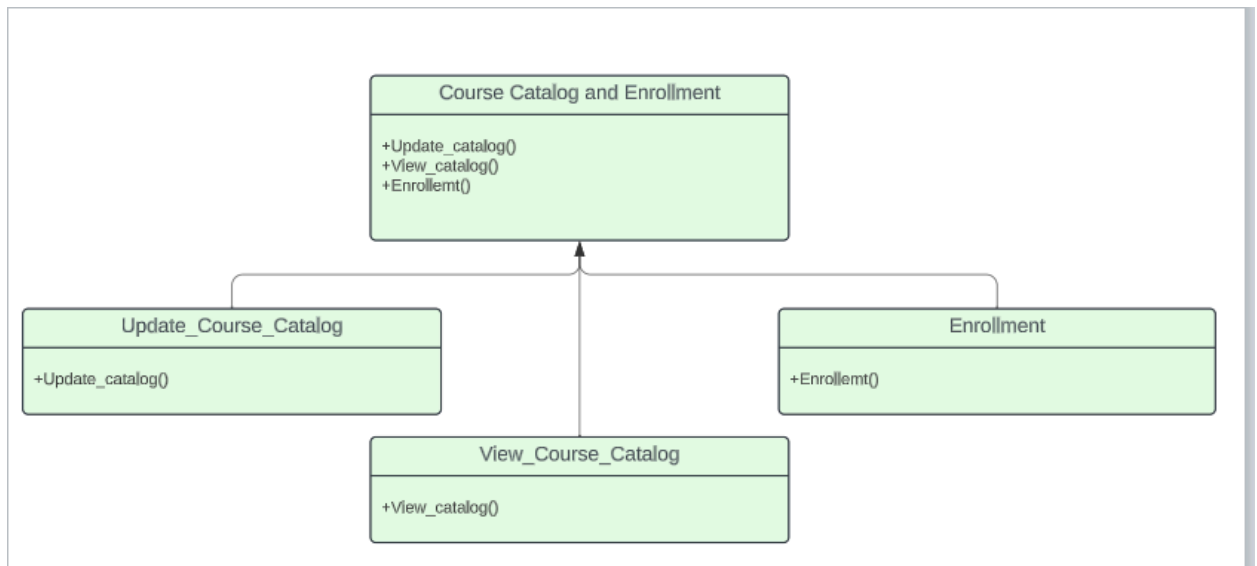 Course Catalog and Enrollment
+Update_catalog()
+View_catalog()
+Enrollemt()
Update_Course_Catalog
+Update_catalog()
Enrollment
+Enrollemt()
View_Course_Catalog
+View_catalog()